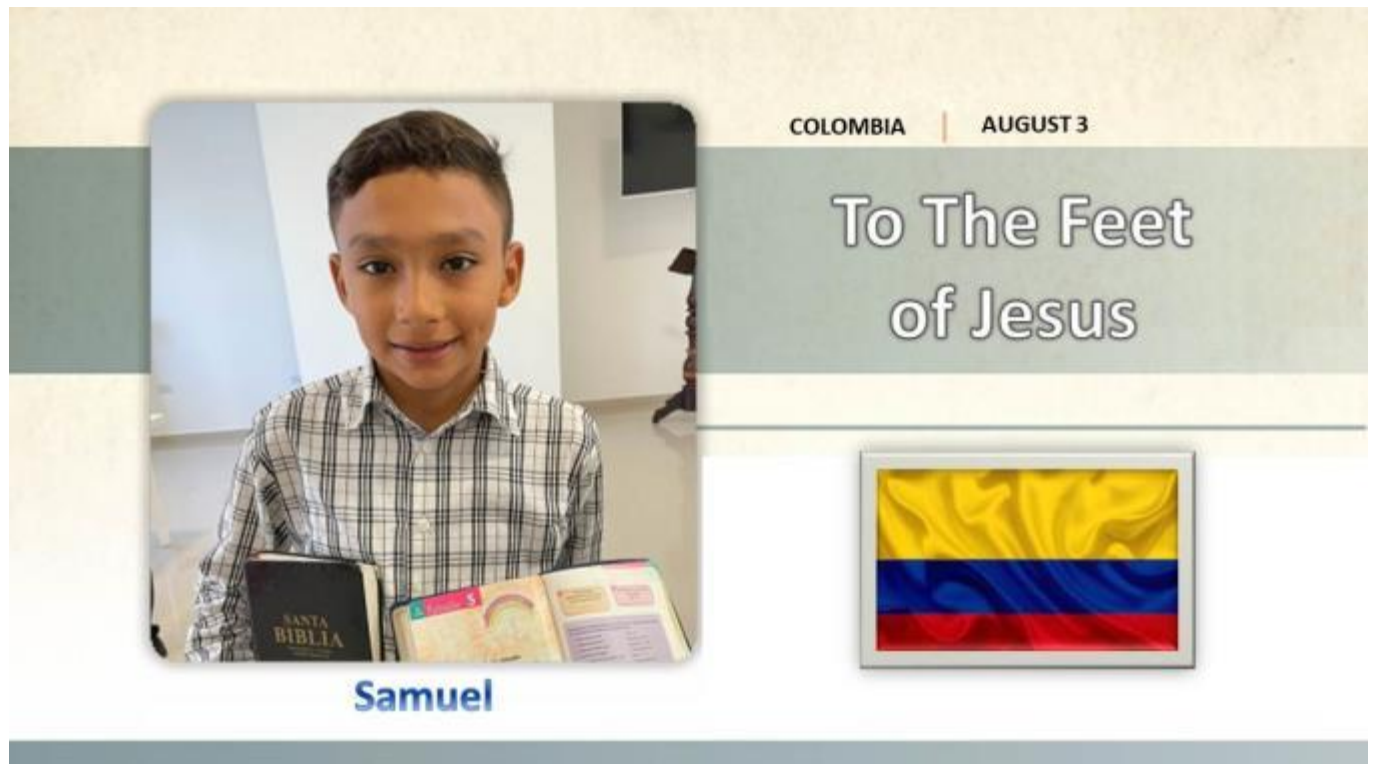 COLOMBIA | AUGUST 3
To The Feet
of Jesus
SANTA
BIBLIA
Samuel